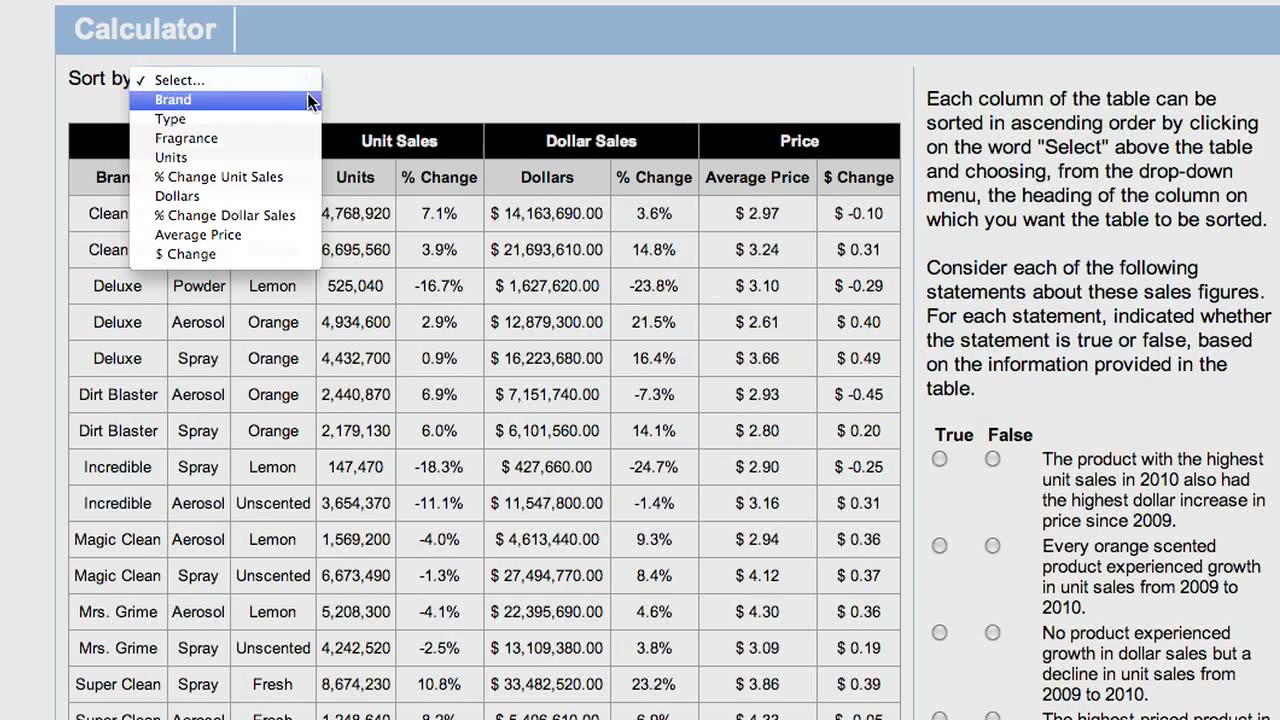 Calculator
Sort by
✓ Select...
Brand
Type
Fragrance
Units
% Change Unit Sales
Dollars
% Change Dollar Sales
Average Price
$ Change
Unit Sales Dollar Sales Price
Units % Change Dollars % Change Average Price $ Change
Clean 4,768,920 7.1% $ 14,163,690.00 3.6% $ 2.97 $ -0.10
Clean 6,695,560 3.9% $ 21,693,610.00 14.8% $ 3.24 $ 0.31
Deluxe Powder Lemon 525,040 -16.7% $ 1,627,620.00 -23.8% $ 3.10 $ -0.29
Deluxe Aerosol Orange 4,934,600 2.9% $ 12,879,300.00 21.5% $ 2.61 $ 0.40
Deluxe Spray Orange 4,432,700 0.9% $ 16,223,680.00 16.4% $ 3.66 $ 0.49
Dirt Blaster Aerosol Orange 2,440,870 6.9% $ 7,151,740.00 -7.3% $ 2.93 $ -0.45
Dirt Blaster Spray Orange 2,179,130 6.0% $ 6,101,560.00 14.1% $ 2.80 $ 0.20
Incredible Spray Lemon 147,470 -18.3% $ 427,660.00 -24.7% $ 2.90 $ -0.25
Incredible Aerosol Unscented 3,654,370 -11.1% $ 11,547,800.00 -1.4% $ 3.16 $ 0.31
Magic Clean Aerosol Lemon 1,569,200 -4.0% $ 4,613,440.00 9.3% $ 2.94 $ 0.36
Magic Clean Spray Unscented 6,673,490 -1.3% $ 27,494,770.00 8.4% $ 4.12 $ 0.37
Mrs. Grime Aerosol Lemon 5,208,300 -4.1% $ 22,395,690.00 4.6% $ 4.30 $ 0.36
Mrs. Grime Spray Unscented 4,242,520 -2.5% $ 13,109,380.00 3.8% $ 3.09 $ 0.19
Super Clean Spray Fresh 8,674,230 10.8% $ 33,482,520.00 23.2% $ 3.86 $ 0.39
Each column of the table can be
sorted in ascending order by clicking
on the word "Select" above the table
and choosing, from the drop-down
menu, the heading of the column on
which you want the table to be sorted.
Consider each of the following
statements about these sales figures.
For each statement, indicated whether
the statement is true or false, based
on the information provided in the
table.
True False
The product with the highest
unit sales in 2010 also had
the highest dollar increase in
price since 2009.
Every orange scented
product experienced growth
in unit sales from 2009 to
2010.
No product experienced
growth in dollar sales but a
decline in unit sales from
2009 to 2010.
The highest-priced product in